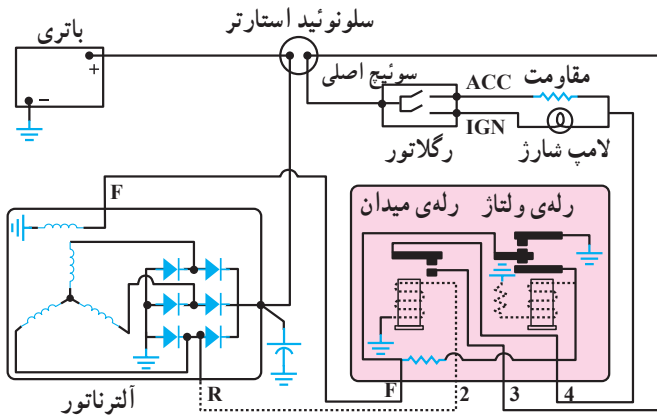 سلونوئید استارتر
باتری
+
−
سوئیچ اصلی
ACC
مقاومت
IGN
رگلاتور
لامپ شارژ
F
رله‌ی میدان
رله‌ی ولتاژ
آلترناتور
R
F
2
3
4